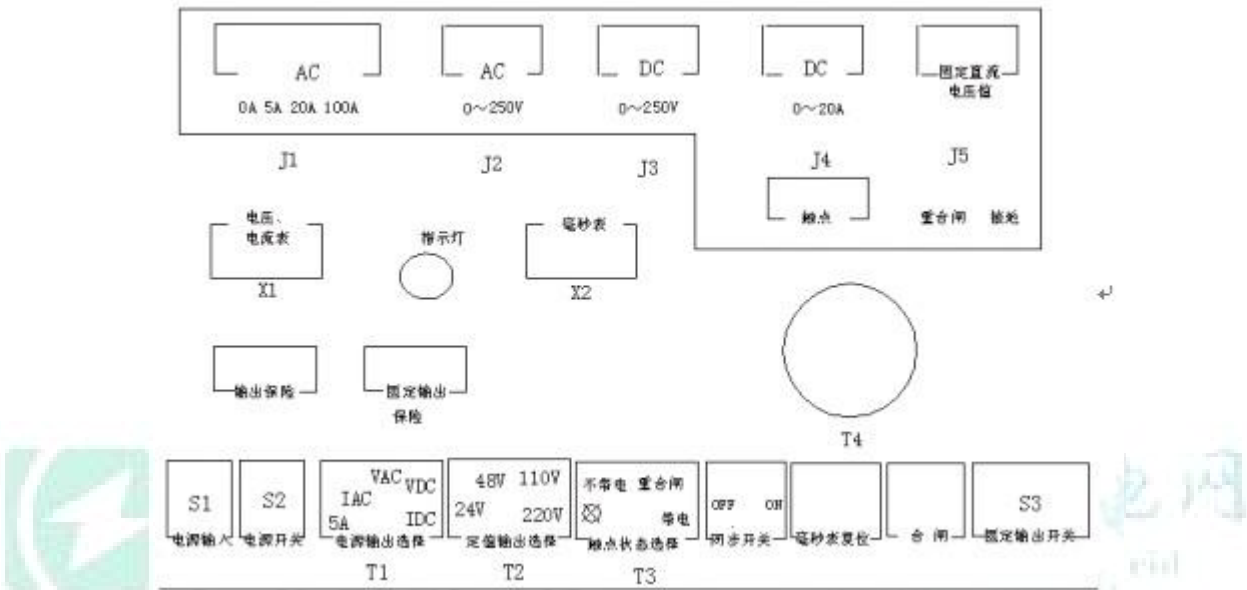 AC AC DC DC 固定直流
电压值
0A 5A 20A 100A 0～250V 0～250V 0～20A
J1 J2 J3 J4 J5
触点 重合闸 接地
电压、
电流表 指示灯 毫秒表
X1 X2
输出保险 固定输出
保险
T4
VAC VDC 48V 110V 不带电 重合闸
S1 S2 IAC 24V 220V 带电 OFF ON S3
5A IDC
电源输入 电源开关 电源输出选择 定值输出选择 触点状态选择 同步开关 毫秒表复位 合闸 固定输出开关
T1 T2 T3
电网
rid